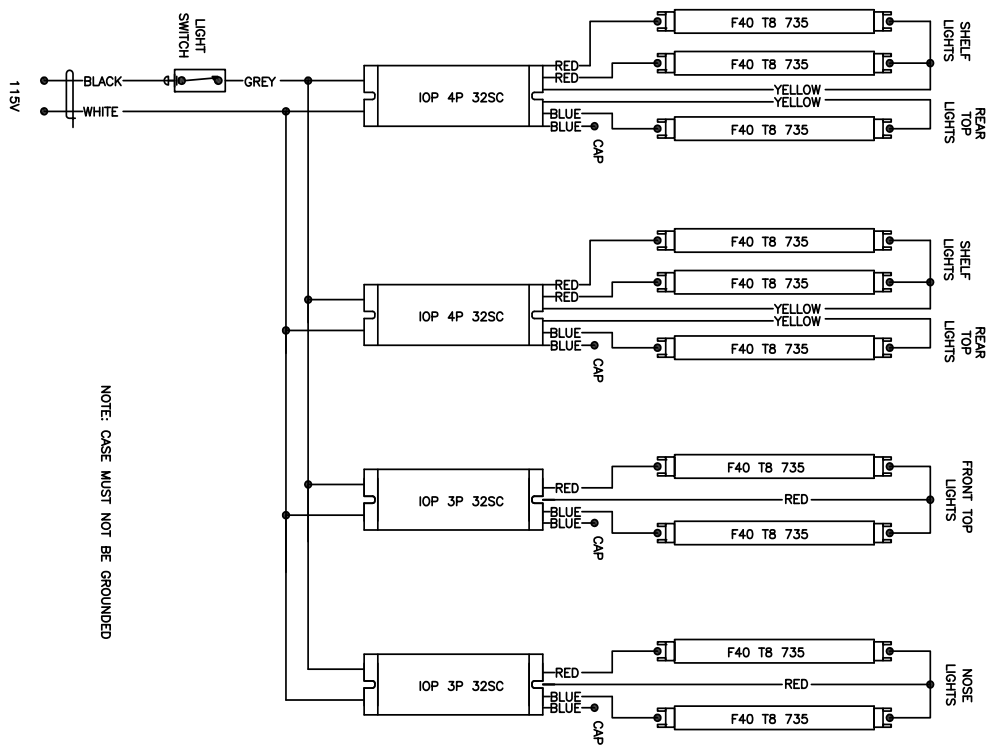 LIGHT
SWITCH
115V
BLACK
WHITE
GREY
IOP 4P 32SC
RED
RED
YELLOW
YELLOW
BLUE
BLUE
CAP
F40 T8 735
F40 T8 735
F40 T8 735
SHELF
LIGHTS
REAR
TOP
LIGHTS
IOP 4P 32SC
RED
RED
YELLOW
YELLOW
BLUE
BLUE
CAP
F40 T8 735
F40 T8 735
F40 T8 735
SHELF
LIGHTS
REAR
TOP
LIGHTS
IOP 3P 32SC
RED
RED
BLUE
BLUE
CAP
F40 T8 735
F40 T8 735
FRONT TOP
LIGHTS
IOP 3P 32SC
RED
RED
BLUE
BLUE
CAP
F40 T8 735
F40 T8 735
NOSE
LIGHTS
NOTE: CASE MUST NOT BE GROUNDED